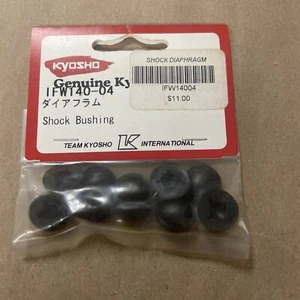 KYOSHO
Genuine Ky
SHOCK DIAPHRAGM
IFW14004
$11.00
IFW140-04
ダイアフラム
Shock Bushing
TEAM KYOSHO K INTERNATIONAL